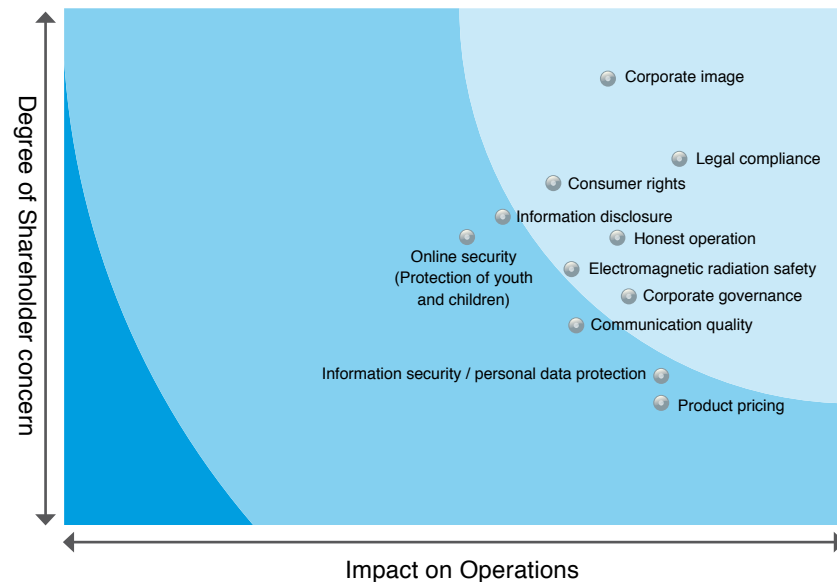 Degree of Shareholder concern
Corporate image
Legal compliance
Consumer rights
Information disclosure
Honest operation
Online security
(Protection of youth
and children)
Electromagnetic radiation safety
Corporate governance
Communication quality
Information security / personal data protection
Product pricing
Impact on Operations